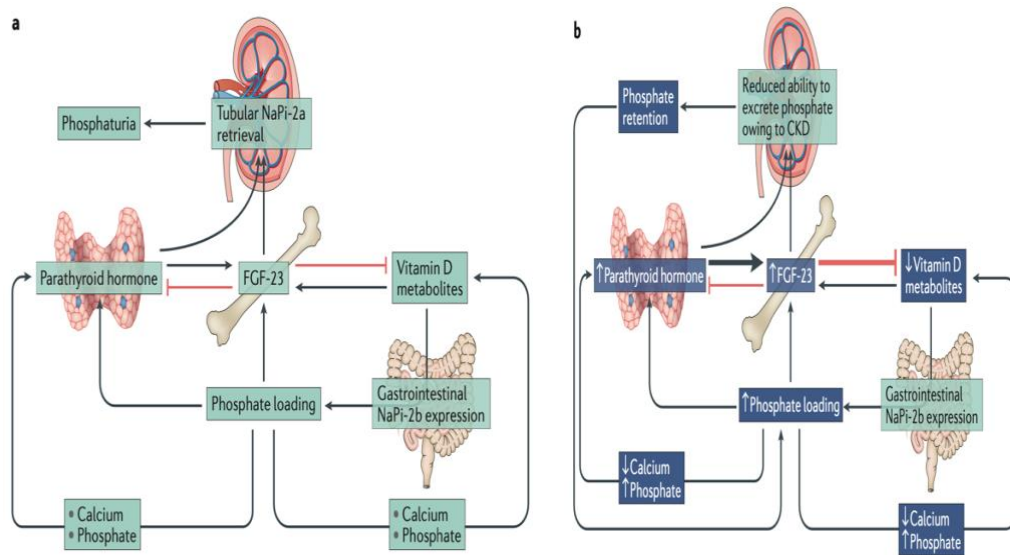 a
Phosphaturia
Tubular NaPi-2a
retrieval
Parathyroid hormone
FGF-23
Vitamin D
metabolites
Phosphate loading
Gastrointestinal
NaPi-2b expression
• Calcium
• Phosphate
• Calcium
• Phosphate
b
Phosphate
retention
Reduced ability to
excrete phosphate
owing to CKD
↑Parathyroid hormone
↑FGF-23
↓Vitamin D
metabolites
↑Phosphate loading
Gastrointestinal
NaPi-2b expression
↓Calcium
↑Phosphate
↓Calcium
↑Phosphate